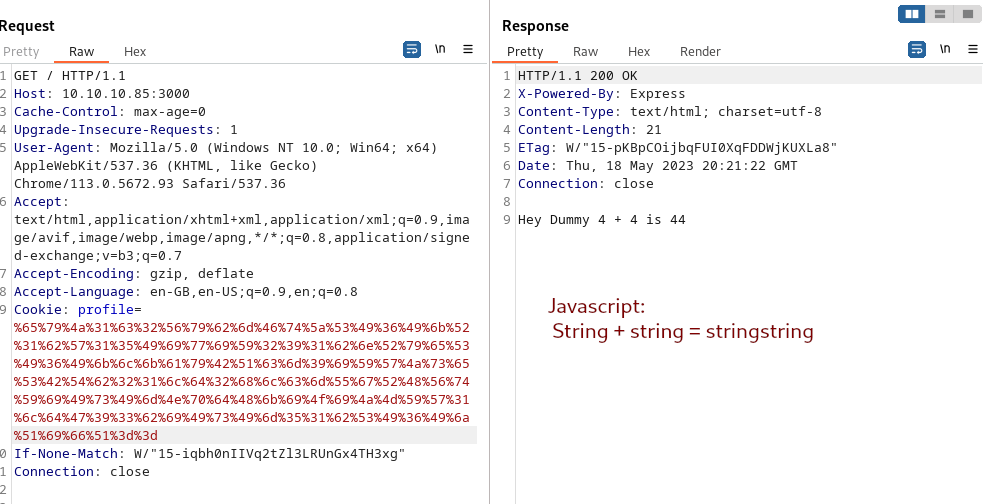 Request
Pretty Raw Hex
\n
1 GET / HTTP/1.1
2 Host: 10.10.10.85:3000
3 Cache-Control: max-age=0
4 Upgrade-Insecure-Requests: 1
5 User-Agent: Mozilla/5.0 (Windows NT 10.0; Win64; x64)
AppleWebKit/537.36 (KHTML, like Gecko)
Chrome/113.0.5672.93 Safari/537.36
6 Accept:
text/html,application/xhtml+xml,application/xml;q=0.9,ima
ge/avif,image/webp,image/apng,*/*;q=0.8,application/signe
d-exchange;v=b3;q=0.7
7 Accept-Encoding: gzip, deflate
8 Accept-Language: en-GB,en-US;q=0.9,en;q=0.8
9 Cookie: profile=
%65%79%4a%31%63%32%56%79%62%6d%46%74%5a%53%49%36%49%6b%52
%31%62%57%31%35%49%69%77%69%59%32%39%31%62%6e%52%79%65%53
%49%36%49%6b%6c%6b%61%79%42%51%63%6d%39%69%59%57%4a%73%65
%53%42%54%62%32%31%6c%64%32%68%6c%63%6d%55%67%52%48%56%74
%59%69%49%73%49%6d%4e%70%64%48%6b%69%4f%69%4a%4d%59%57%31
%6c%64%47%39%33%62%69%49%73%49%6d%35%31%62%53%49%36%49%6a
%51%69%66%51%3d%3d
0 If-None-Match: W/"15-iqbh0nIIVq2tZl3LRUnGx4TH3xg"
1 Connection: close
2
Response
Pretty Raw Hex Render
\n
1 HTTP/1.1 200 OK
2 X-Powered-By: Express
3 Content-Type: text/html; charset=utf-8
4 Content-Length: 21
5 ETag: W/"15-pKBpCOijbqFUI0XqFDDWjKUXLa8"
6 Date: Thu, 18 May 2023 20:21:22 GMT
7 Connection: close
8
9 Hey Dummy 4 + 4 is 44
Javascript:
String + string = stringstring